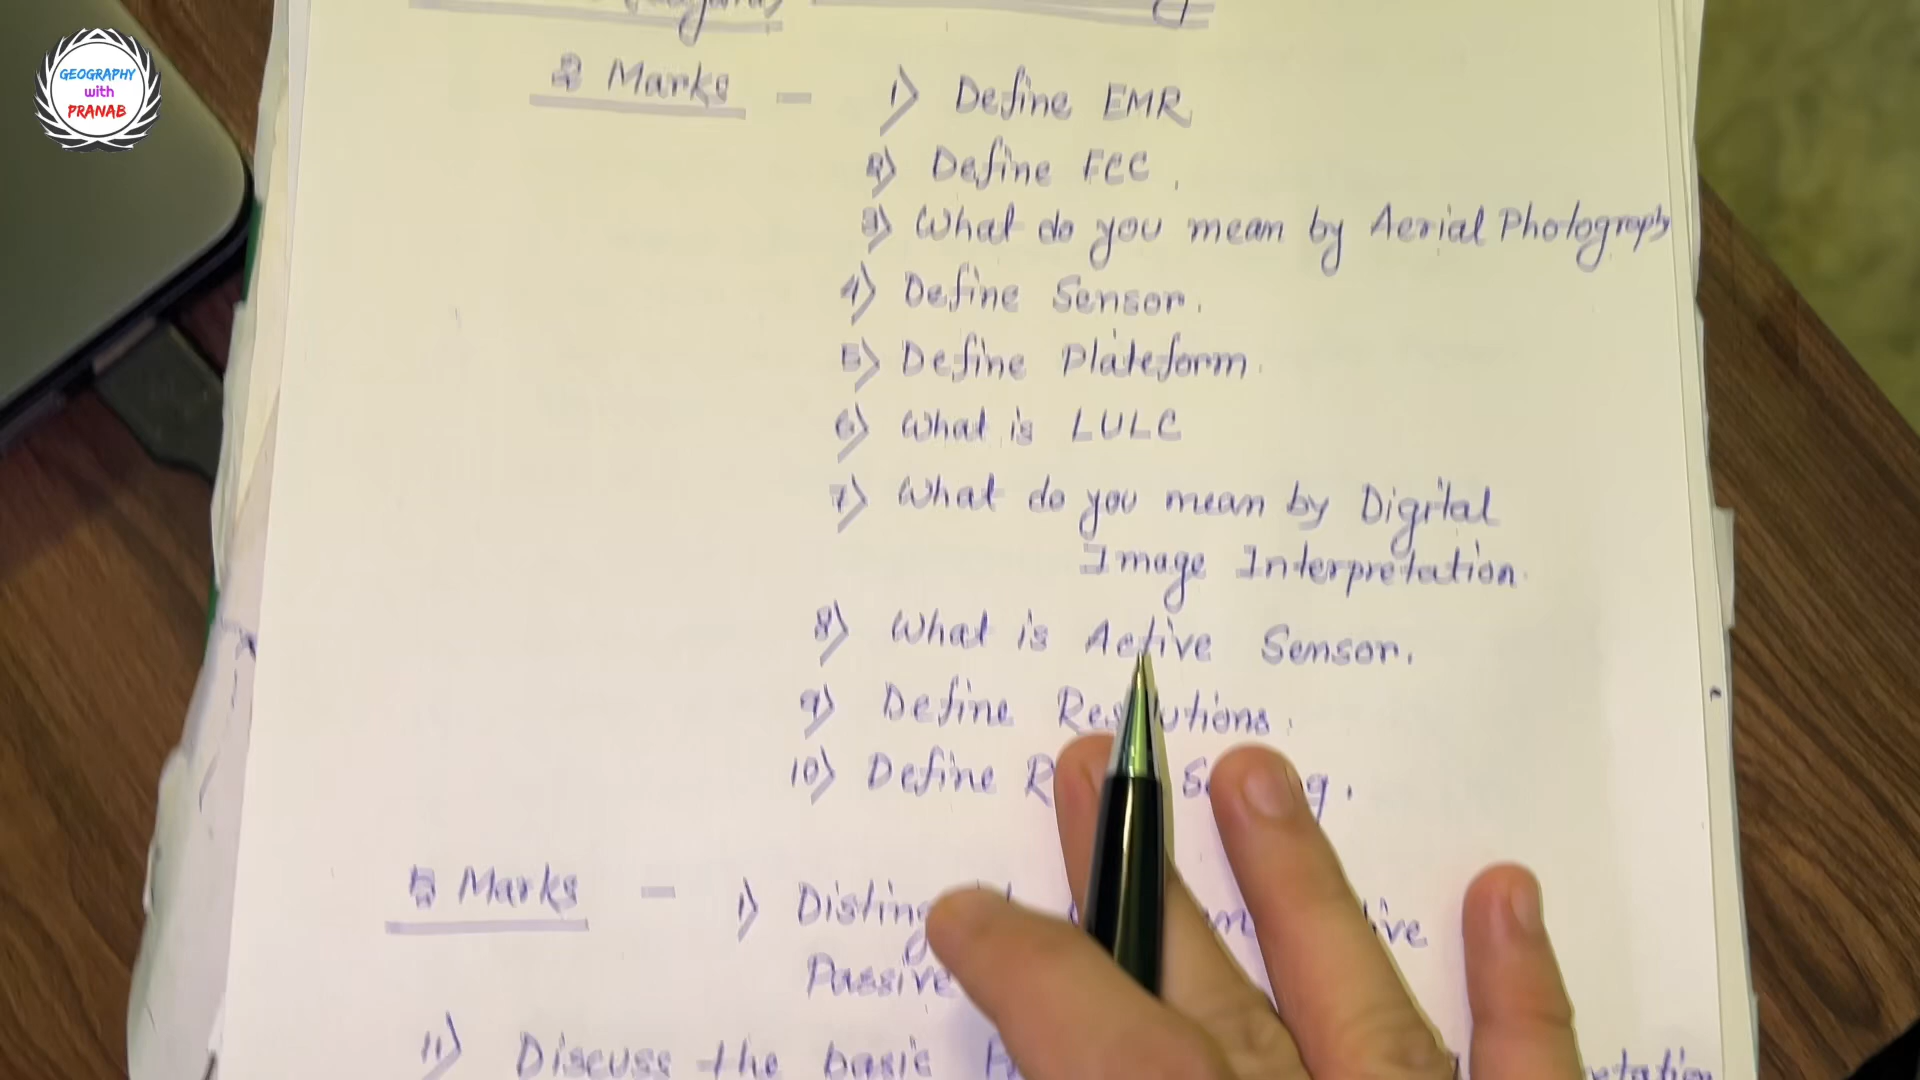 GEOGRAPHY
with
PRANAB
2 Marks - 1) Define EMR
2) Define FCC.
3) What do you mean by Aerial Photography
4) Define Sensor.
5) Define Plateform.
6) What is LULC
7) What do you mean by Digital
Image Interpretation.
8) What is Active Sensor.
9) Define Resolutions.
10) Define
5 Marks - 1)
Passive
11) Discuss the basic